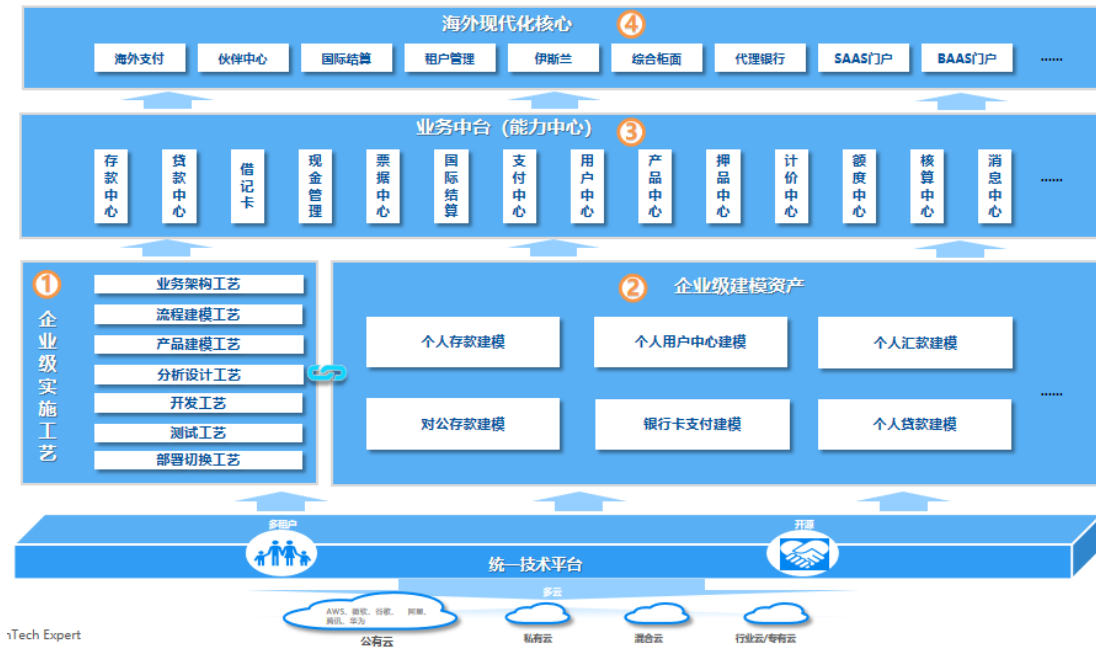 海外现代化核心 ④
海外支付 伙伴中心 国际结算 租户管理 伊斯兰 综合柜面 代理银行 SAAS门户 BAAS门户 ......
业务中台（能力中心） ③
存款中心 贷款中心 借记卡 现金管理 票据中心 国际结算 支付中心 用户中心 产品中心 押品中心 计价中心 额度中心 核算中心 消息中心 ......
①
企业级实施工艺
业务架构工艺
流程建模工艺
产品建模工艺
分析设计工艺
开发工艺
测试工艺
部署切换工艺
② 企业级建模资产
个人存款建模 个人用户中心建模 个人汇款建模
......
对公存款建模 银行卡支付建模 个人贷款建模
多租户 开源
统一技术平台
多云
AWS、微软、谷歌、 阿里、
腾讯、华为
公有云 私有云 混合云 行业云/专有云
nTech Expert